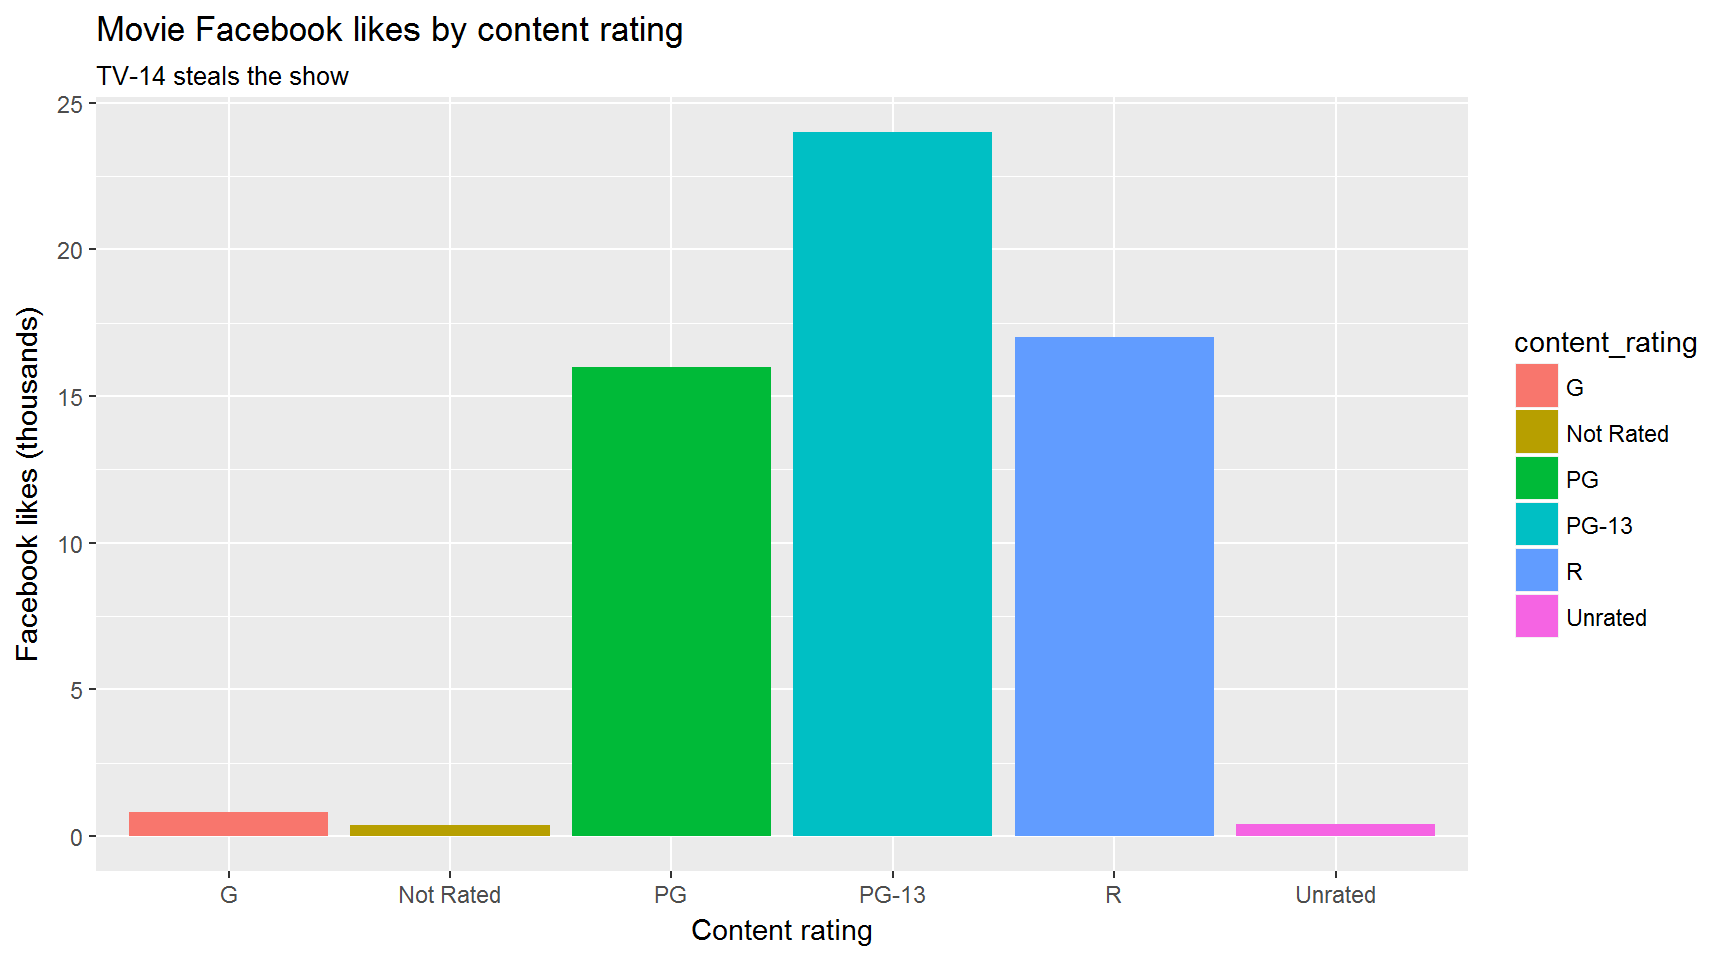 Movie Facebook likes by content rating
TV-14 steals the show
Facebook likes (thousands)
25
20
15
10
5
0
G
Not Rated
PG
PG-13
R
Unrated
Content rating
content_rating
G
Not Rated
PG
PG-13
R
Unrated